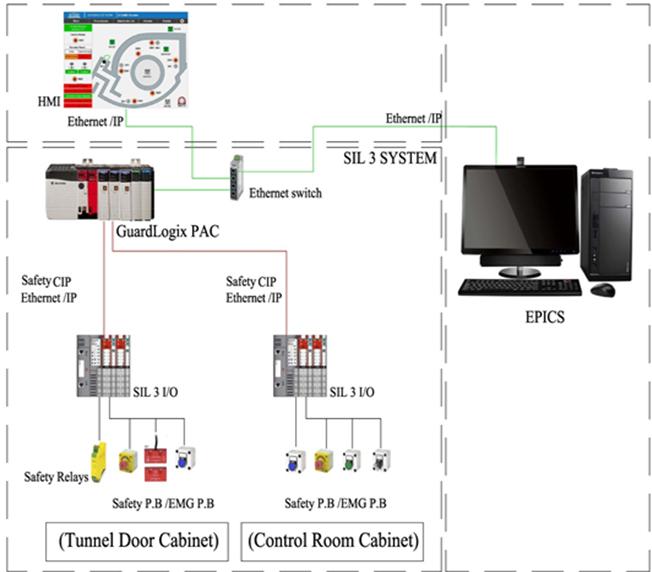 HMI
Ethernet /IP
Ethernet /IP
SIL 3 SYSTEM
Ethernet switch
GuardLogix PAC
Safety CIP
Ethernet /IP
Safety CIP
Ethernet /IP
EPICS
SIL 3 I/O
SIL 3 I/O
Safety Relays
Safety P.B /EMG P.B
Safety P.B /EMG P.B
(Tunnel Door Cabinet)
(Control Room Cabinet)